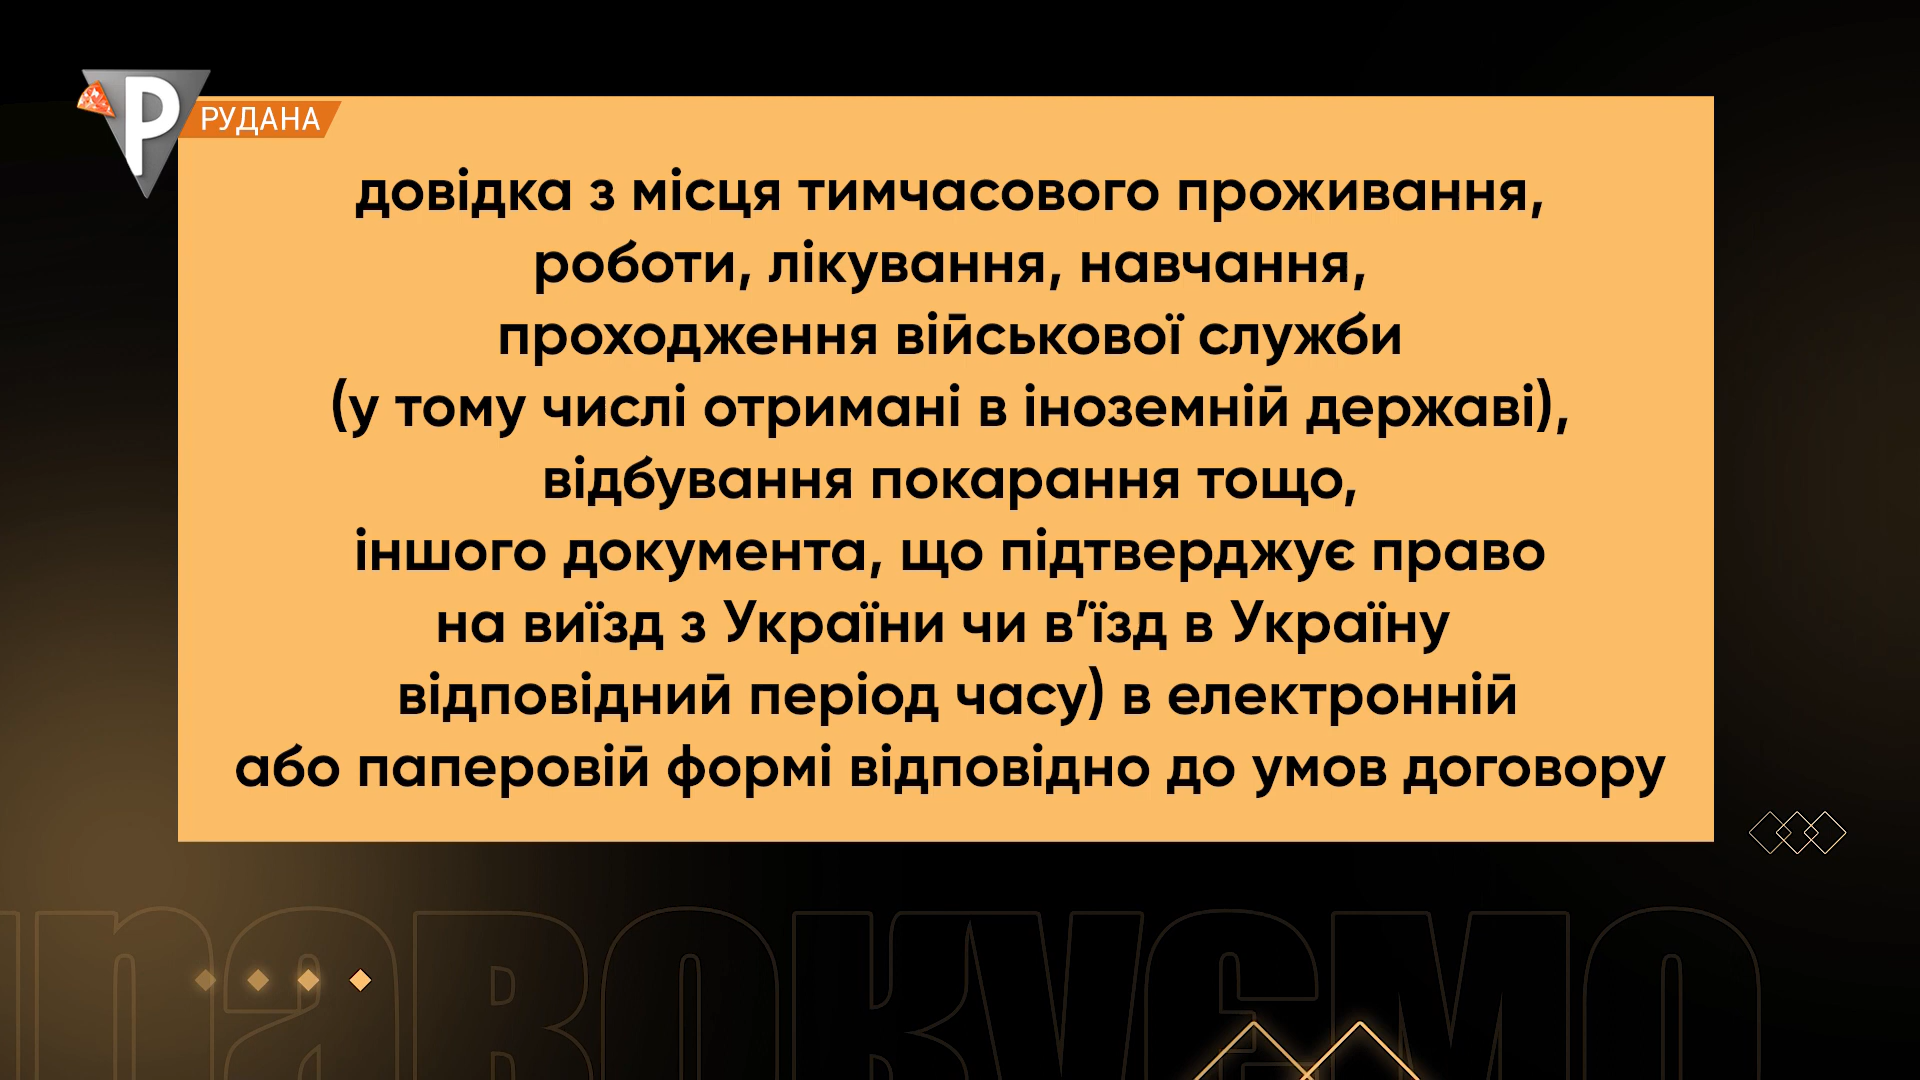 Р
РУДАНА
довідка з місця тимчасового проживання,
роботи, лікування, навчання,
проходження військової служби
(у тому числі отримані в іноземній державі),
відбування покарання тощо,
іншого документа, що підтверджує право
на виїзд з України чи в’їзд в Україну
відповідний період часу) в електронній
або паперовій формі відповідно до умов договору